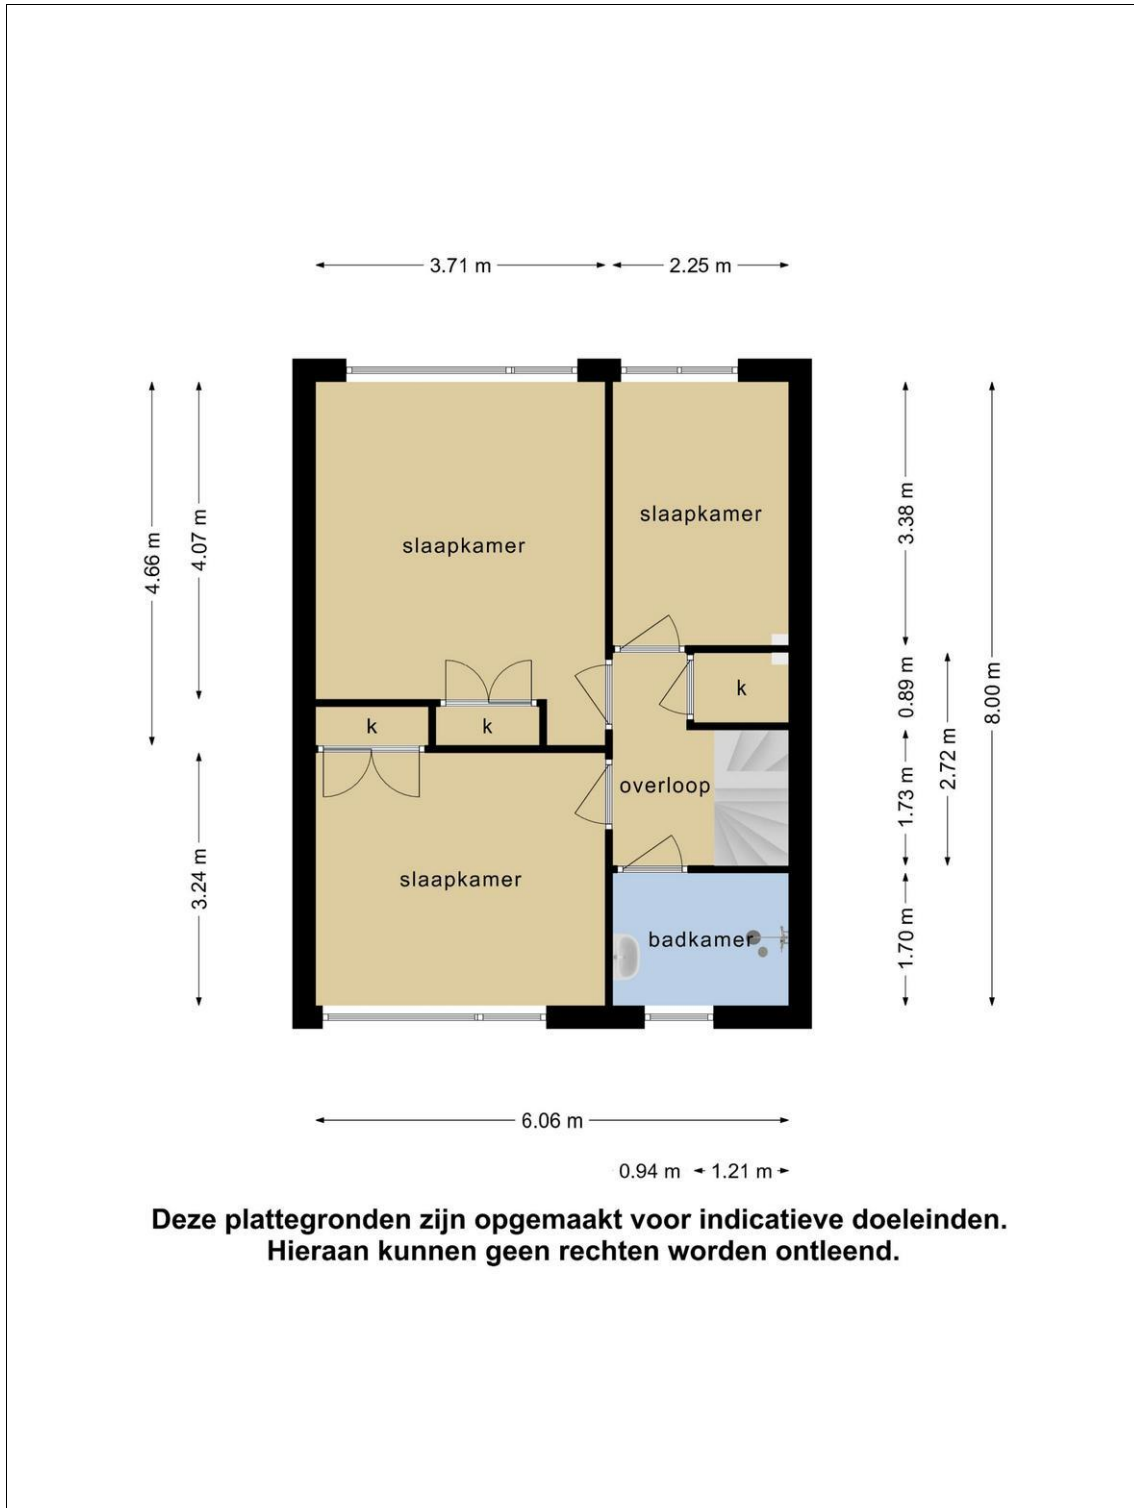 3.71 m
2.25 m
slaapkamer
slaapkamer
4.66 m
4.07 m
3.38 m
k
k
k
0.89 m
8.00 m
overloop
1.73 m
2.72 m
slaapkamer
3.24 m
badkamer
1.70 m
6.06 m
0.94 m
1.21 m
Deze plattegronden zijn opgemaakt voor indicatieve doeleinden.
Hieraan kunnen geen rechten worden ontleend.